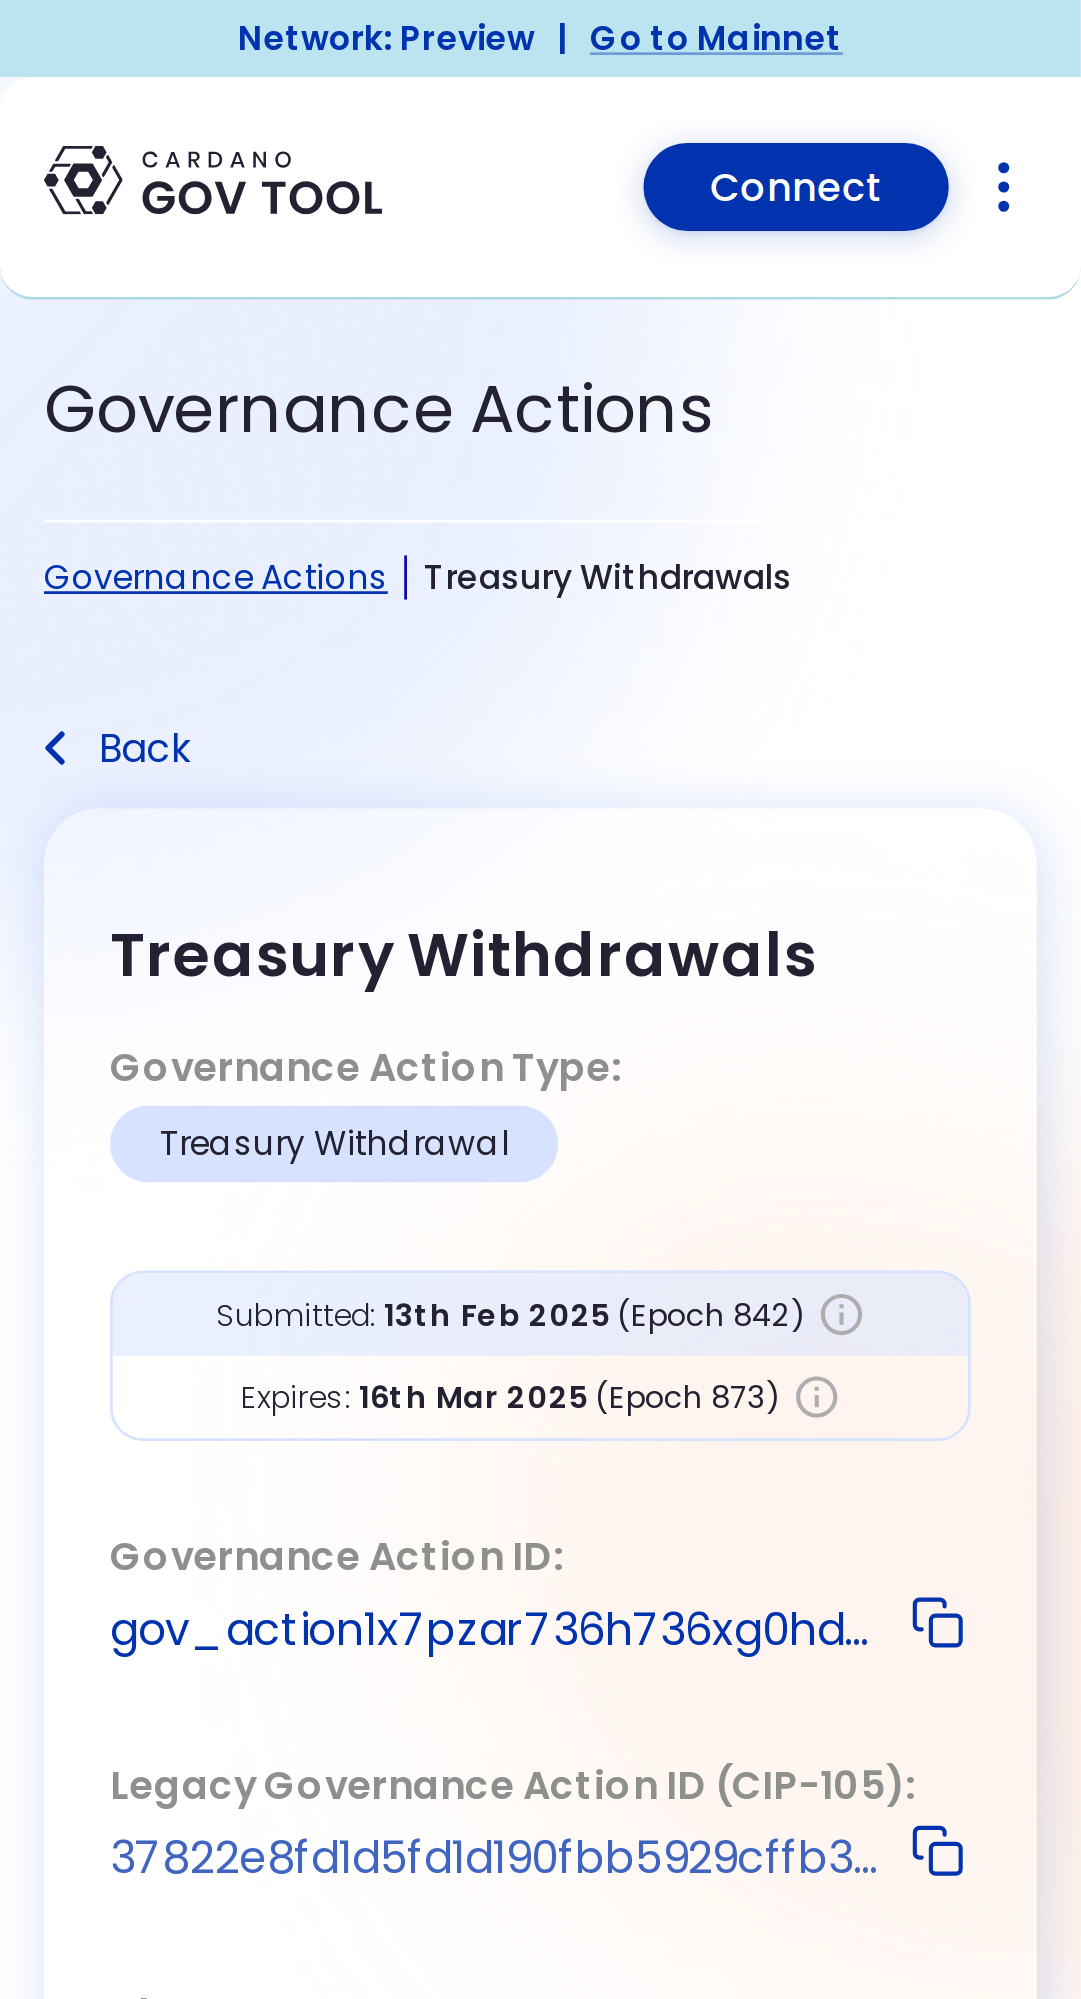 Network: Preview | Go to Mainnet
CARDANO
GOV TOOL
Connect
Governance Actions
Governance Actions | Treasury Withdrawals
Back
Treasury Withdrawals
Governance Action Type:
Treasury Withdrawal
Submitted: 13th Feb 2025 (Epoch 842)
Expires: 16th Mar 2025 (Epoch 873)
Governance Action ID:
gov_action1x7pzar736h736xg0hd...
Legacy Governance Action ID (CIP-105):
37822e8fd1d5fd1d190fbb5929cffb3...